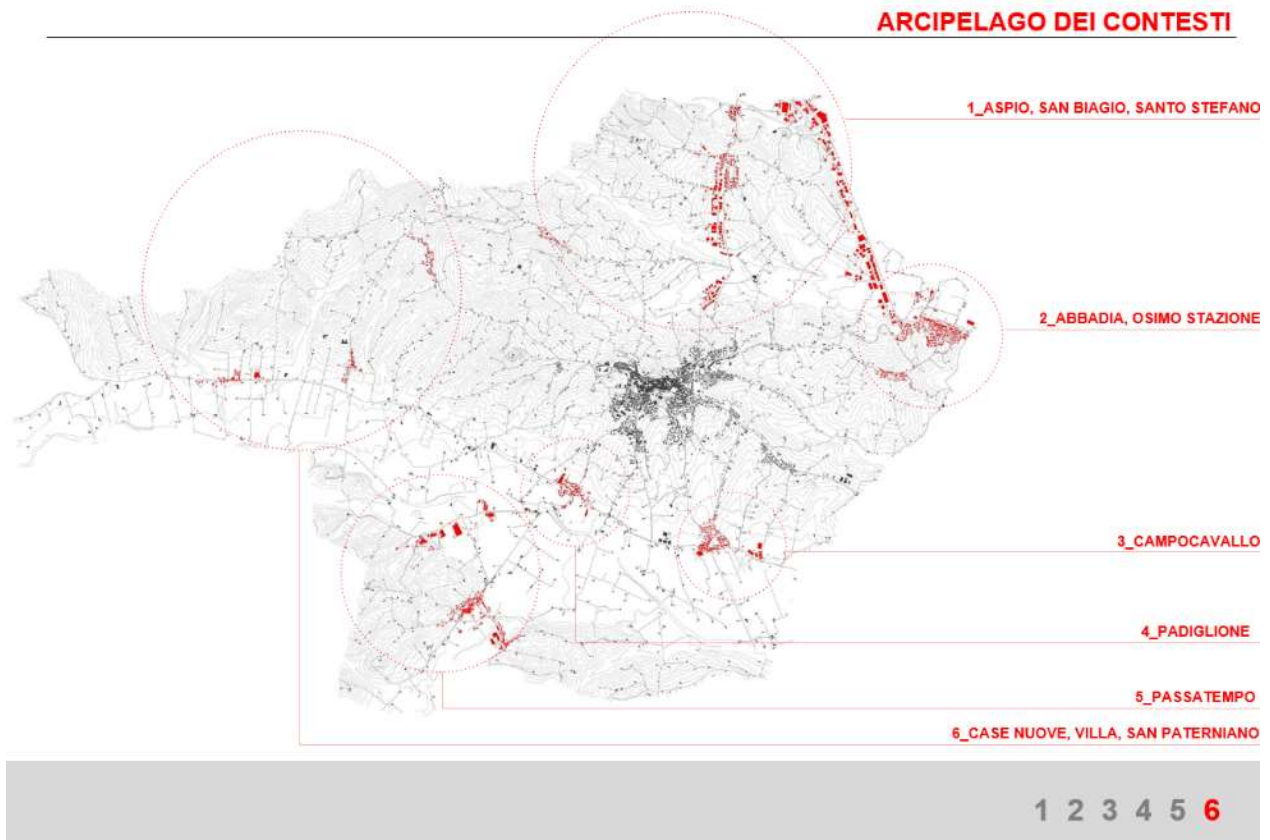 ARCIPELAGO DEI CONTESTI
1_ASPIO, SAN BIAGIO, SANTO STEFANO
2_ABBADIA, OSIMO STAZIONE
3_CAMPOCAVALLO
4_PADIGLIONE
5_PASSATEMPO
6_CASE NUOVE, VILLA, SAN PATERNIANO
1 2 3 4 5 6